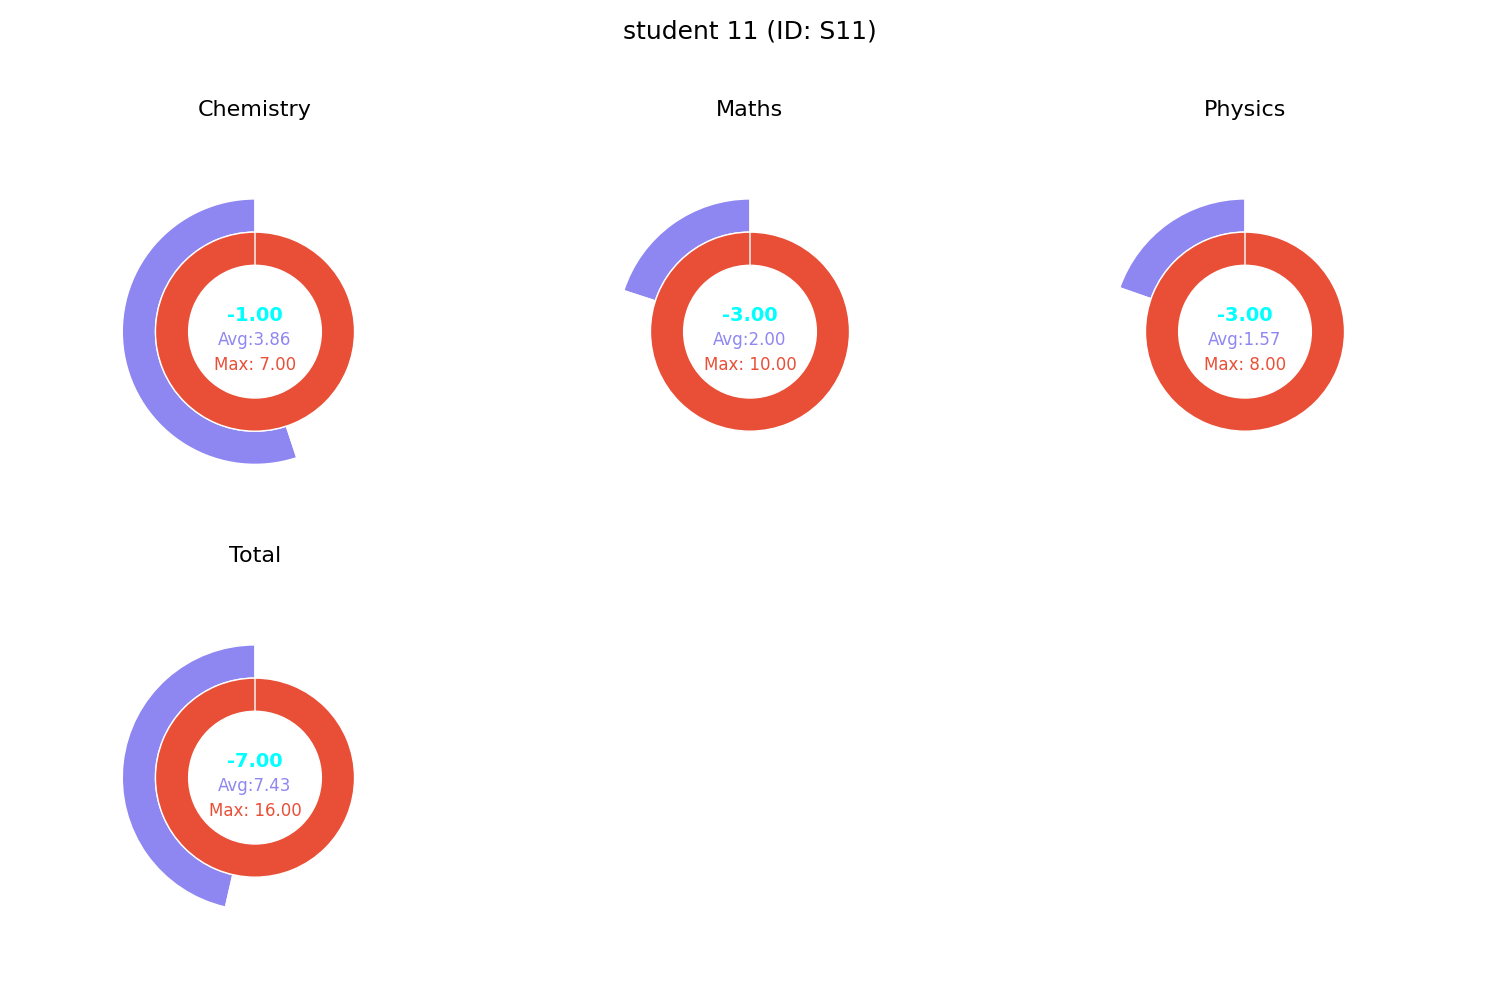 student 11 (ID: S11)
Chemistry
-1.00
Avg:3.86
Max: 7.00
Maths
-3.00
Avg:2.00
Max: 10.00
Physics
-3.00
Avg:1.57
Max: 8.00
Total
-7.00
Avg:7.43
Max: 16.00